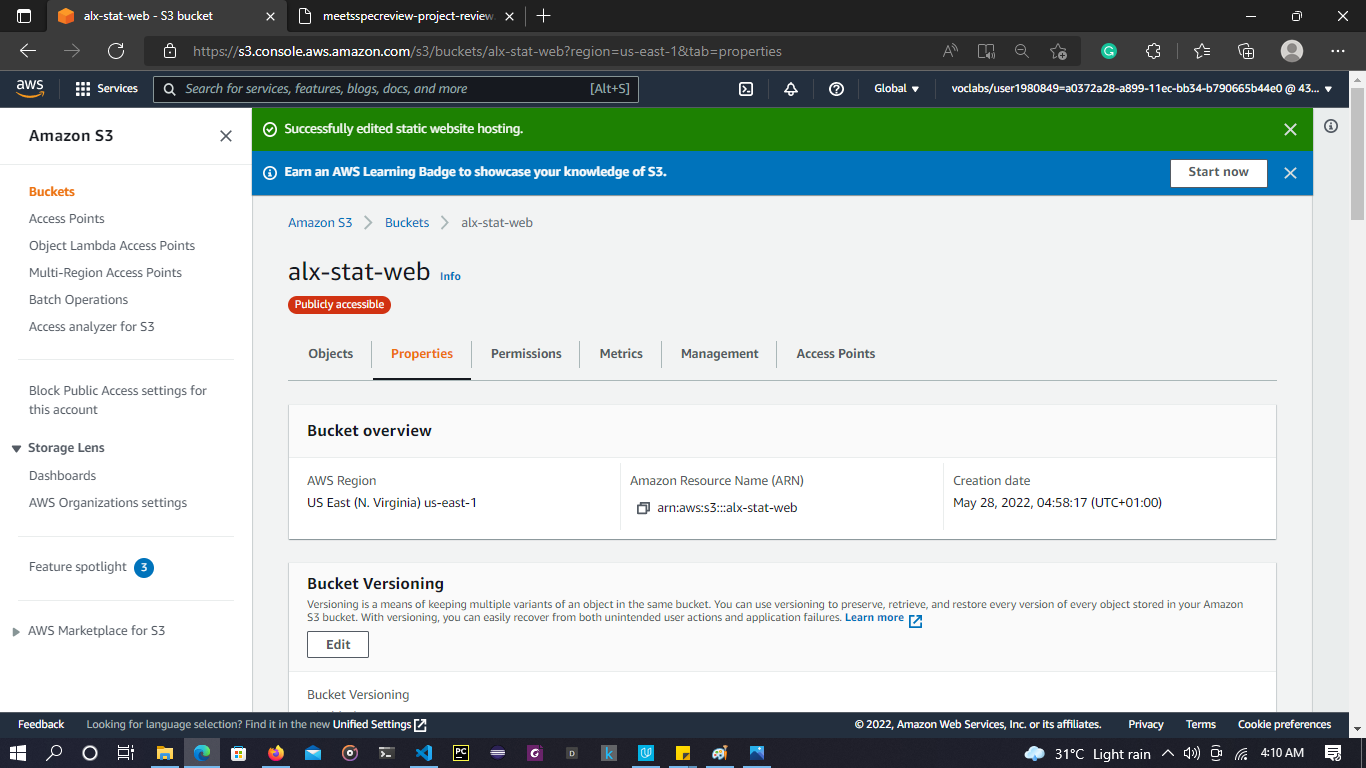 alx-stat-web - S3 bucket
meetsspecreview-project-review.
https://s3.console.aws.amazon.com/s3/buckets/alx-stat-web?region=us-east-1&tab=properties
aws
Services
Search for services, features, blogs, docs, and more
[Alt+S]
Global
voclabs/user1980849=a0372a28-a899-11ec-bb34-b790665b44e0 @ 43...
Amazon S3
Buckets
Access Points
Object Lambda Access Points
Multi-Region Access Points
Batch Operations
Access analyzer for S3
Block Public Access settings for
this account
Storage Lens
Dashboards
AWS Organizations settings
Feature spotlight 3
AWS Marketplace for S3
Successfully edited static website hosting.
Earn an AWS Learning Badge to showcase your knowledge of S3.
Start now
Amazon S3 Buckets alx-stat-web
alx-stat-web Info
Publicly accessible
Objects Properties Permissions Metrics Management Access Points
Bucket overview
AWS Region
US East (N. Virginia) us-east-1
Amazon Resource Name (ARN)
arn:aws:s3:::alx-stat-web
Creation date
May 28, 2022, 04:58:17 (UTC+01:00)
Bucket Versioning
Versioning is a means of keeping multiple variants of an object in the same bucket. You can use versioning to preserve, retrieve, and restore every version of every object stored in your Amazon
S3 bucket. With versioning, you can easily recover from both unintended user actions and application failures. Learn more
Edit
Bucket Versioning
Feedback Looking for language selection? Find it in the new Unified Settings
© 2022, Amazon Web Services, Inc. or its affiliates. Privacy Terms Cookie preferences
31°C Light rain 4:10 AM